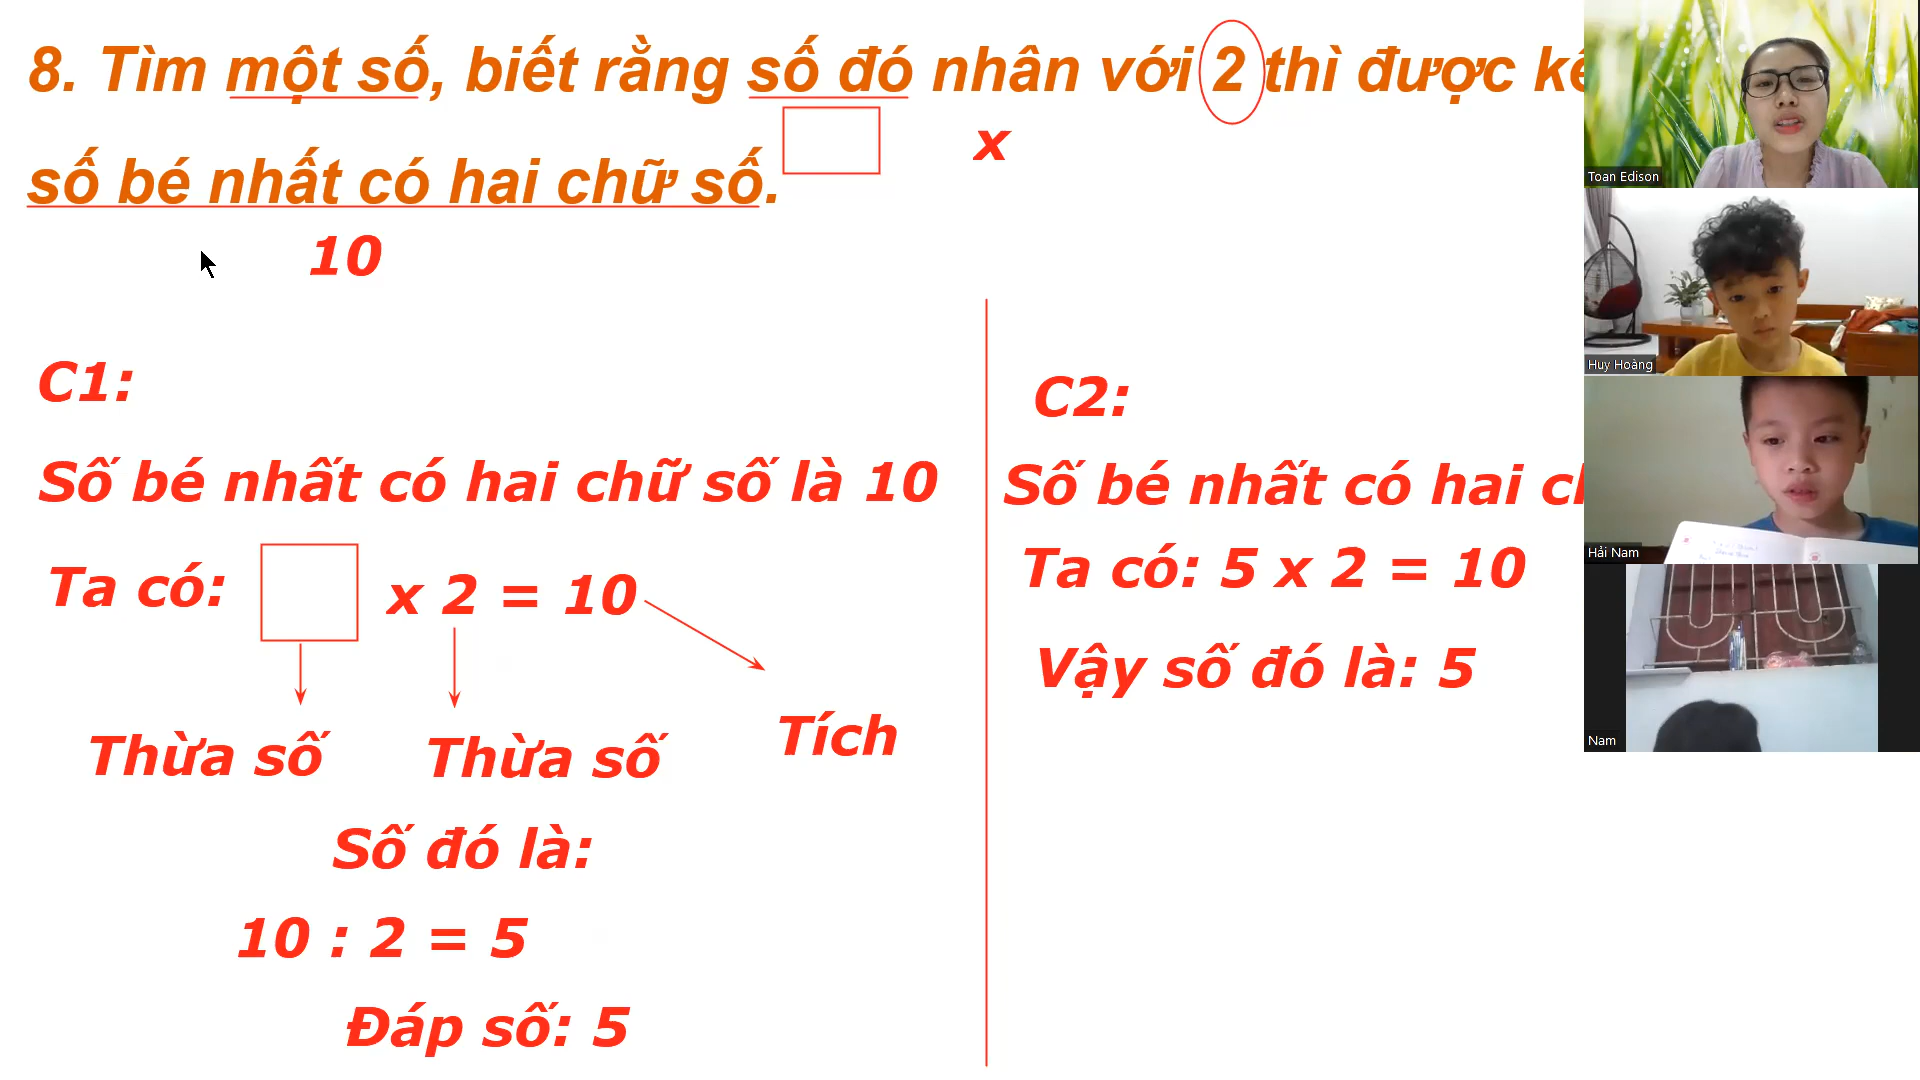 8. Tìm một số, biết rằng số đó nhân với 2 thì được kế
số bé nhất có hai chữ số.
x
10
C1:
Số bé nhất có hai chữ số là 10
Ta có: x 2 = 10
Thừa số Thừa số Tích
Số đó là:
10 : 2 = 5
Đáp số: 5
C2:
Số bé nhất có hai ch
Ta có: 5 x 2 = 10
Vậy số đó là: 5
Toan Edison
Huy Hoàng
Hải Nam
Nam